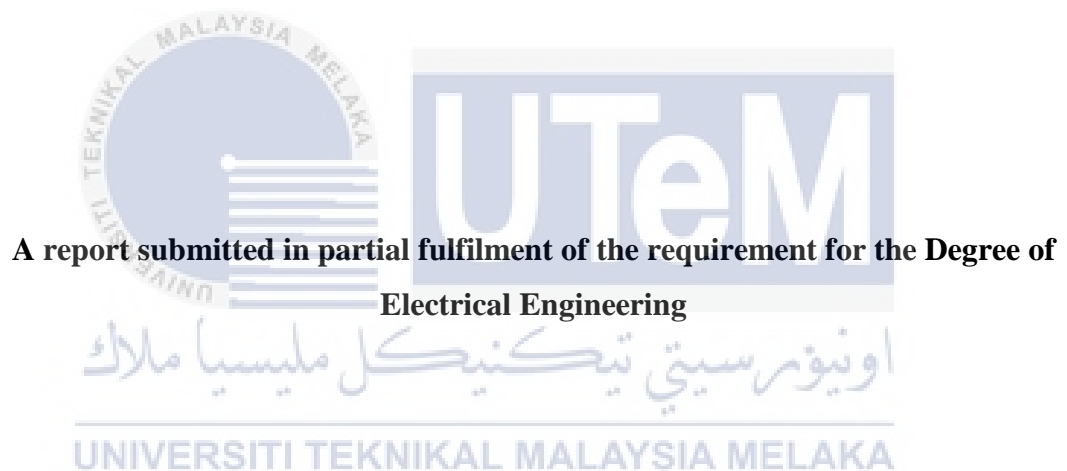 UNIVERSITI TEKNIKAL MALAYSIA MELAKA
UTeM
A report submitted in partial fulfilment of the requirement for the Degree of
Electrical Engineering
اونيۏرسيتي تيكنيكل مليسيا ملاك
UNIVERSITI TEKNIKAL MALAYSIA MELAKA